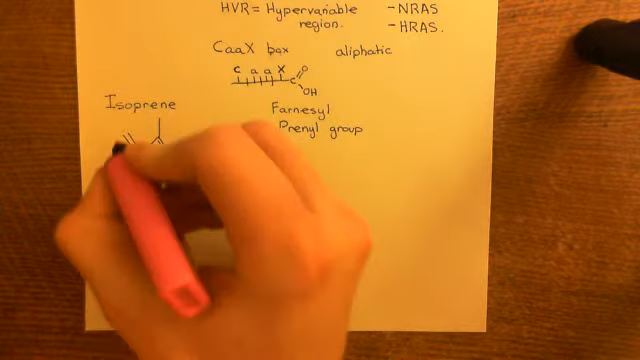 HVR = Hypervariable region.
-NRAS
-HRAS.
CaaX box
aliphatic
C a a X
C
O
OH
Isoprene
Farnesyl
Prenyl group